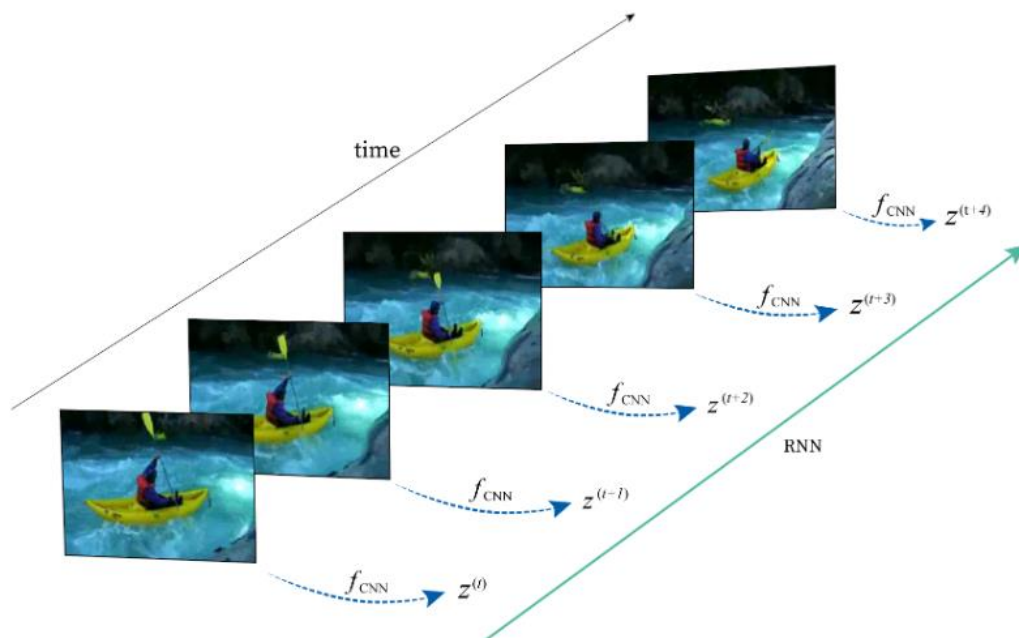 time
f_CNN z^(t+4)
f_CNN z^(t+3)
f_CNN z^(t+2)
RNN
f_CNN z^(t+1)
f_CNN z^(t)